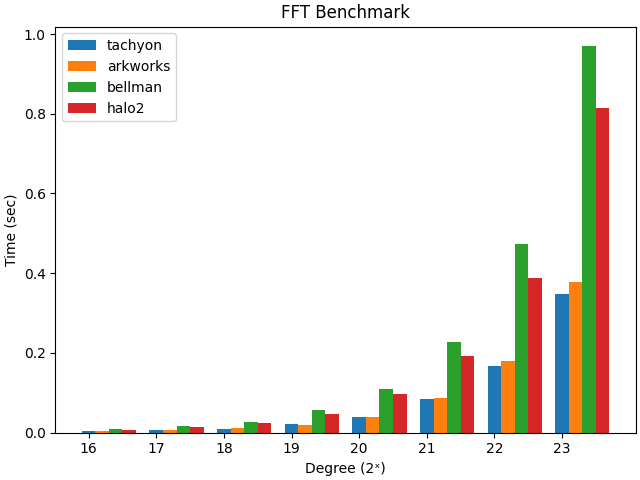 FFT Benchmark
tachyon
arkworks
bellman
halo2
1.0
0.8
0.6
0.4
0.2
0.0
Time (sec)
16 17 18 19 20 21 22 23
Degree (2ˣ)